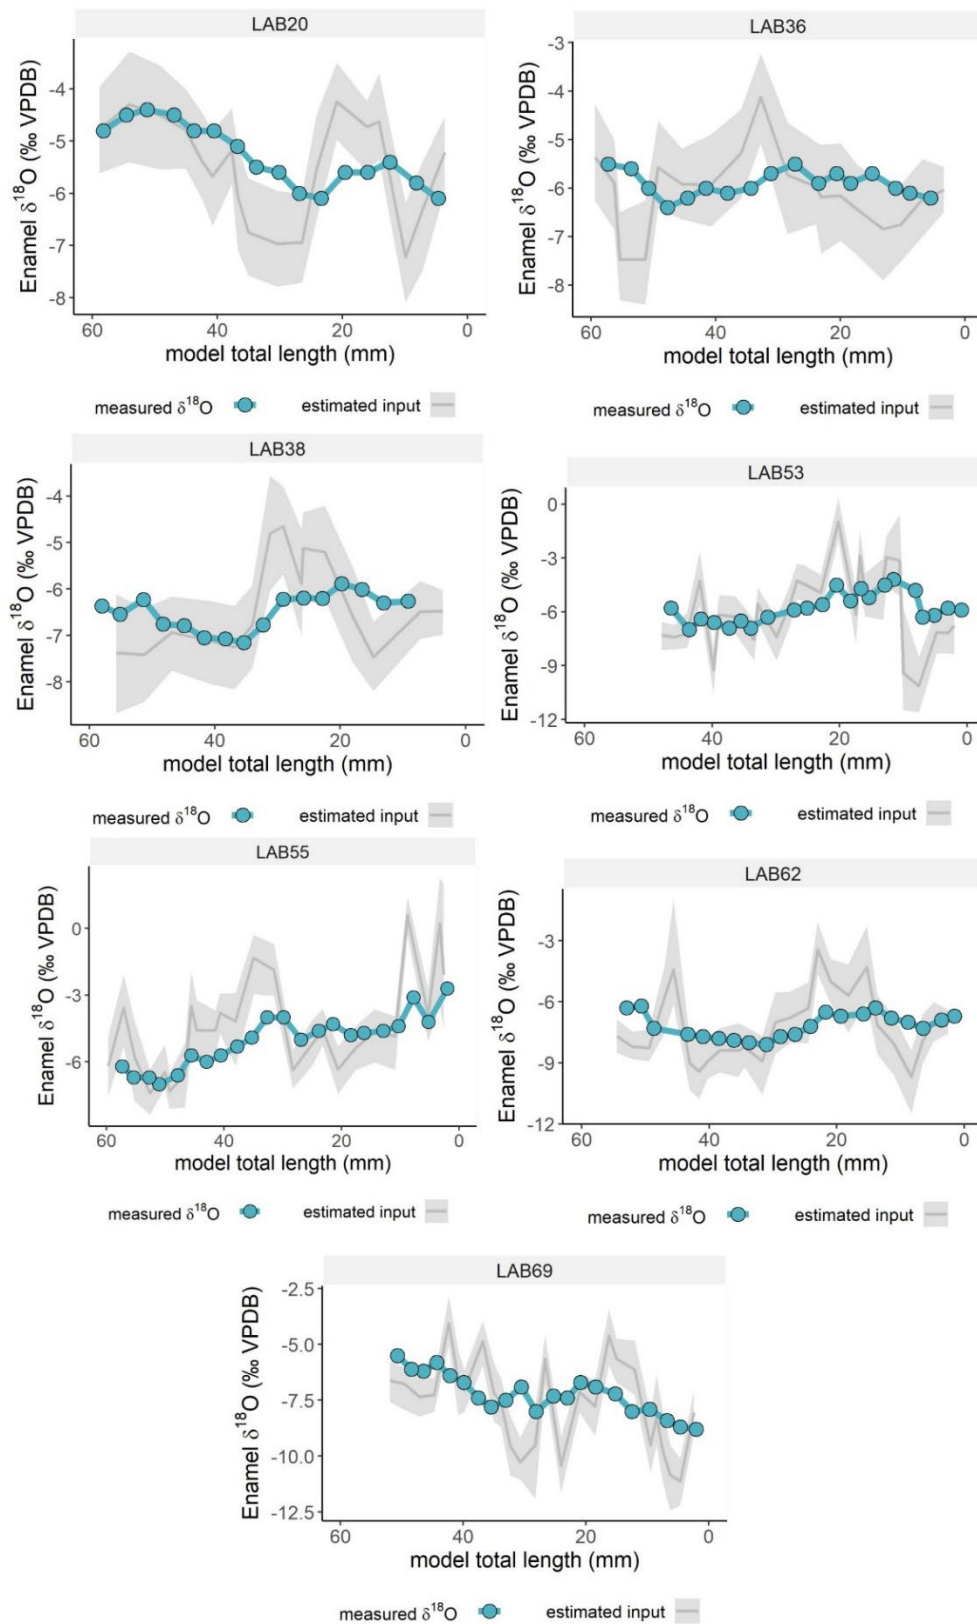 LAB20
Enamel δ¹⁸O (‰ VPDB)
-4
-5
-6
-7
-8
60 40 20 0
model total length (mm)
measured δ¹⁸O estimated input
LAB36
Enamel δ¹⁸O (‰ VPDB)
-3
-4
-5
-6
-7
-8
60 40 20 0
model total length (mm)
measured δ¹⁸O estimated input
LAB38
Enamel δ¹⁸O (‰ VPDB)
-4
-5
-6
-7
-8
60 40 20 0
model total length (mm)
measured δ¹⁸O estimated input
LAB53
Enamel δ¹⁸O (‰ VPDB)
0
-3
-6
-9
-12
60 40 20 0
model total length (mm)
measured δ¹⁸O estimated input
LAB55
Enamel δ¹⁸O (‰ VPDB)
0
-3
-6
60 40 20 0
model total length (mm)
measured δ¹⁸O estimated input
LAB62
Enamel δ¹⁸O (‰ VPDB)
-3
-6
-9
-12
60 40 20 0
model total length (mm)
measured δ¹⁸O estimated input
LAB69
Enamel δ¹⁸O (‰ VPDB)
-2.5
-5.0
-7.5
-10.0
-12.5
60 40 20 0
model total length (mm)
measured δ¹⁸O estimated input